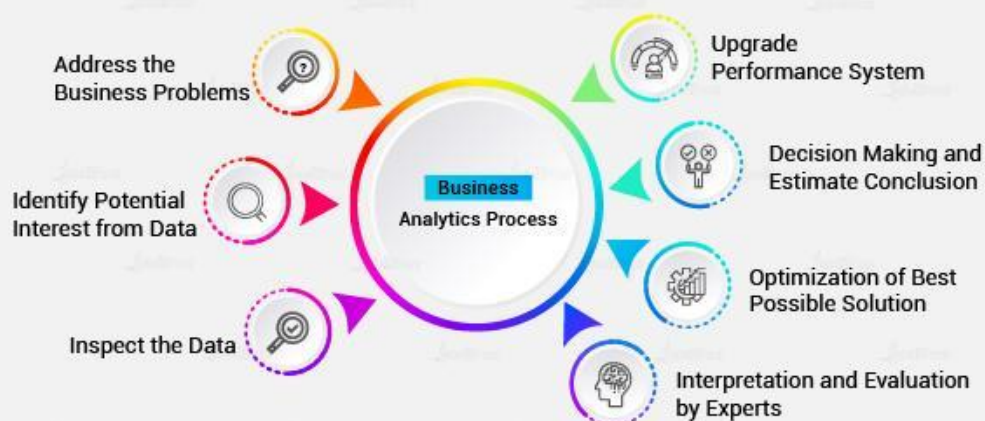 Address the
Business Problems
Identify Potential
Interest from Data
Inspect the Data
Business
Analytics Process
Upgrade
Performance System
Decision Making and
Estimate Conclusion
Optimization of Best
Possible Solution
Interpretation and Evaluation
by Experts